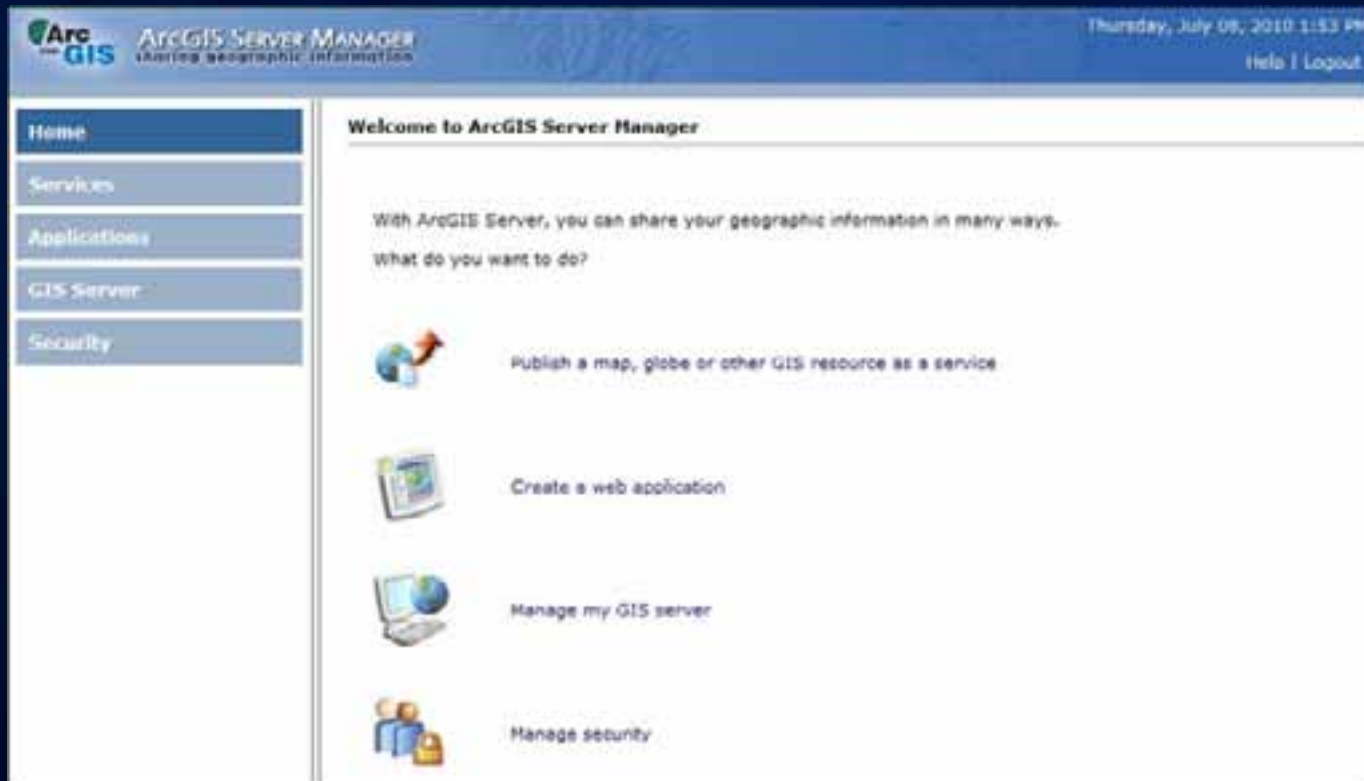 Arc
GIS
ArcGIS Server Manager
sharing geographic information
Thursday, July 08, 2010 1:53 PM
Help | Logout
Home
Services
Applications
GIS Server
Security
Welcome to ArcGIS Server Manager
With ArcGIS Server, you can share your geographic information in many ways.
What do you want to do?
Publish a map, globe or other GIS resource as a service
Create a web application
Manage my GIS server
Manage security